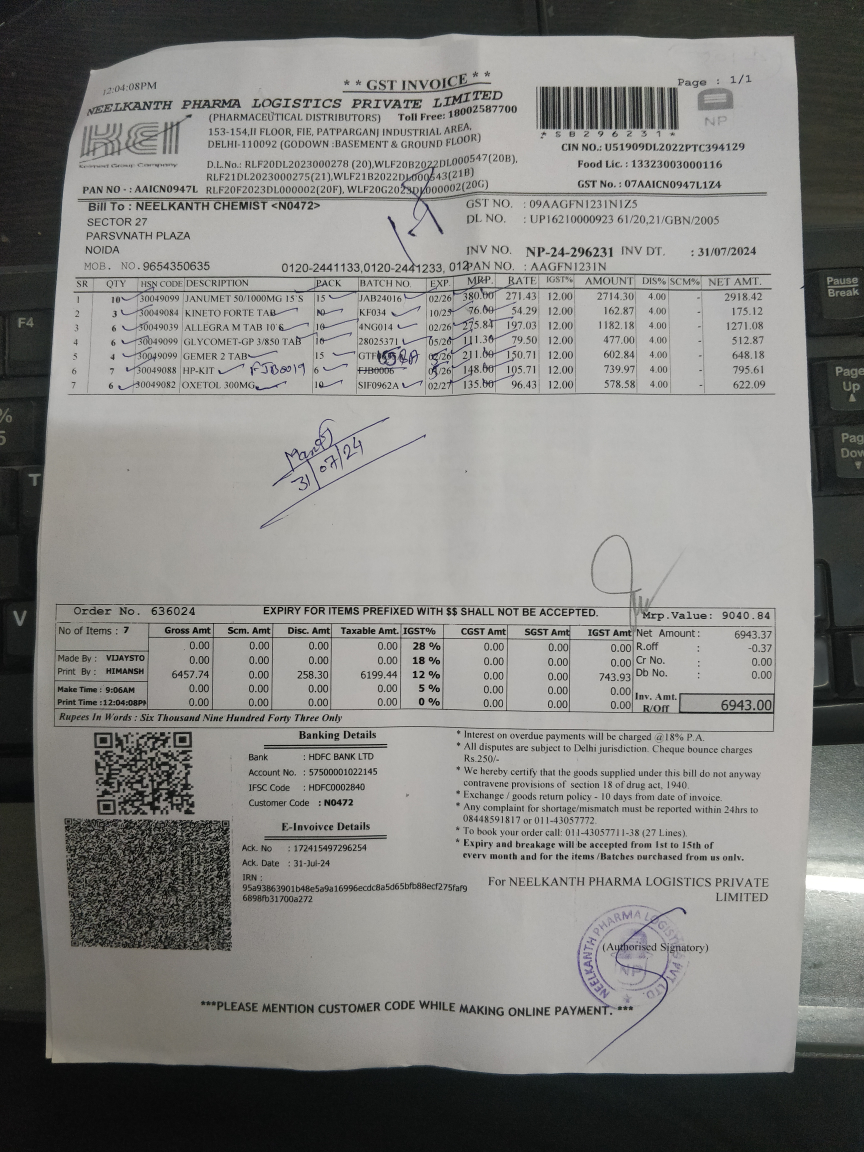 12:04:08PM
* * GST INVOICE * *
Page : 1/1
NEELKANTH PHARMA LOGISTICS PRIVATE LIMITED
(PHARMACEUTICAL DISTRIBUTORS) Toll Free: 18002587700
153-154,II FLOOR, FIE, PATPARGANJ INDUSTRIAL AREA,
DELHI-110092 (GODOWN :BASEMENT & GROUND FLOOR)
D.L.No.: RLF20DL2023000278 (20),WLF20B2022DL000547(20B),
RLF21DL2023000275(21),WLF21B2022DL000543(21B)
RLF20F2023DL000002(20F), WLF20G2023DL000002(20G)
KEI
Kcimed Group Company
PAN NO - : AAICN0947L
*SB296231*
NP
CIN NO.: U51909DL2022PTC394129
Food Lic. : 13323003000116
GST No. : 07AAICN0947L1Z4
Bill To : NEELKANTH CHEMIST <N0472>
SECTOR 27
PARSVNATH PLAZA
NOIDA
MOB. NO. 9654350635
0120-2441133,0120-2441233, 012
GST NO. : 09AAGFN1231N1Z5
DL NO. : UP16210000923 61/20,21/GBN/2005
INV NO. NP-24-296231 INV DT. : 31/07/2024
PAN NO. : AAGFN1231N
SR QTY HSN CODE DESCRIPTION PACK BATCH NO. EXP MRP. RATE IGST% AMOUNT DIS% SCM% NET AMT.
1 10 30049099 JANUMET 50/1000MG 15 S 15 JAB24016 02/26 380.00 271.43 12.00 2714.30 4.00 - 2918.42
2 3 30049084 KINETO FORTE TAB 10 KF034 10/25 76.00 54.29 12.00 162.87 4.00 - 175.12
3 6 30049039 ALLEGRA M TAB 10 S 10 4NG014 02/26 275.84 197.03 12.00 1182.18 4.00 - 1271.08
4 6 30049099 GLYCOMET-GP 3/850 TAB 10 28025371 05/26 111.30 79.50 12.00 477.00 4.00 - 512.87
5 4 30049099 GEMER 2 TAB 15 211.00 150.71 12.00 602.84 4.00 - 648.18
6 7 30049088 HP-KIT FJB0019 6 FJB0006 148.00 105.71 12.00 739.97 4.00 - 795.61
7 6 30049082 OXETOL 300MG 10 SIF0962A 02/27 135.00 96.43 12.00 578.58 4.00 - 622.09
31/07/24
Order No. 636024 EXPIRY FOR ITEMS PREFIXED WITH $$ SHALL NOT BE ACCEPTED. Mrp.Value: 9040.84
No of Items : 7 Gross Amt Scm. Amt Disc. Amt Taxable Amt. IGST% CGST Amt SGST Amt IGST Amt
0.00 0.00 0.00 0.00 28 % 0.00 0.00 0.00
0.00 0.00 0.00 0.00 18 % 0.00 0.00 0.00
6457.74 0.00 258.30 6199.44 12 % 0.00 0.00 743.93
0.00 0.00 0.00 0.00 5 % 0.00 0.00 0.00
0.00 0.00 0.00 0.00 0 % 0.00 0.00 0.00
Made By : VIJAYSTO
Print By : HIMANSH
Make Time : 9:06AM
Print Time :12:04:08PM
Net Amount: 6943.37
R.off : -0.37
Cr No. : 0.00
Db No. : 0.00
Inv. Amt. R/Off 6943.00
Rupees In Words : Six Thousand Nine Hundred Forty Three Only
Banking Details
Bank : HDFC BANK LTD
Account No. : 57500001022145
IFSC Code : HDFC0002840
Customer Code : N0472
E-Invoivce Details
Ack. No : 172415497296254
Ack. Date : 31-Jul-24
IRN :
95a93863901b48e5a9a16996ecdc8a5d65bfb88ecf275faf9
6898fb31700a272
* Interest on overdue payments will be charged @18% P.A.
* All disputes are subject to Delhi jurisdiction. Cheque bounce charges
Rs.250/-
* We hereby certify that the goods supplied under this bill do not anyway
contravene provisions of section 18 of drug act, 1940.
* Exchange / goods return policy - 10 days from date of invoice.
* Any complaint for shortage/mismatch must be reported within 24hrs to
08448591817 or 011-43057772.
* To book your order call: 011-43057711-38 (27 Lines).
* Expiry and breakage will be accepted from 1st to 15th of
every month and for the items /Batches purchased from us only.
For NEELKANTH PHARMA LOGISTICS PRIVATE
LIMITED
NEELKANTH PHARMA LOGISTICS PVT. LTD.
NP
(Authorised Signatory)
***PLEASE MENTION CUSTOMER CODE WHILE MAKING ONLINE PAYMENT. ***
F4
%
5
T
V
Pause
Break
Page
Up
Pag
Dow